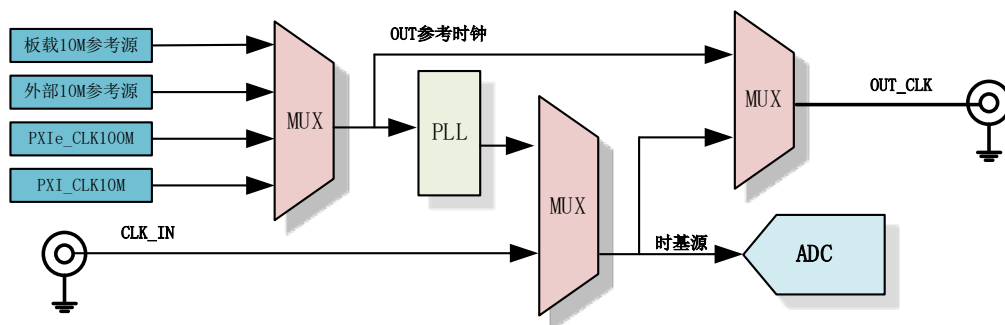 板载10M参考源
外部10M参考源
PXIe_CLK100M
PXI_CLK10M
MUX
OUT参考时钟
PLL
MUX
MUX
OUT_CLK
CLK_IN
时基源
ADC